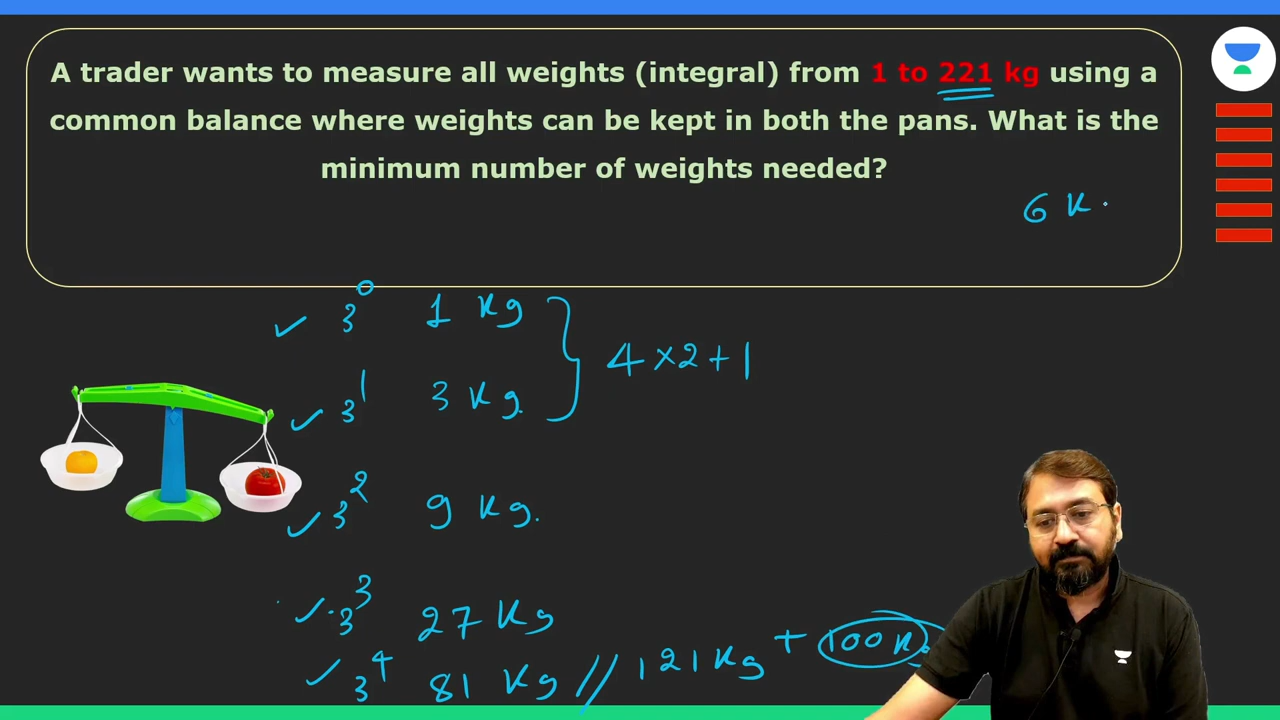 A trader wants to measure all weights (integral) from 1 to 221 kg using a
common balance where weights can be kept in both the pans. What is the
minimum number of weights needed?
6 K
3⁰ 1 Kg
4 × 2 + 1
3¹ 3 Kg.
3² 9 Kg.
3³ 27 Kg
3⁴ 81 Kg // 121 Kg + 100 K